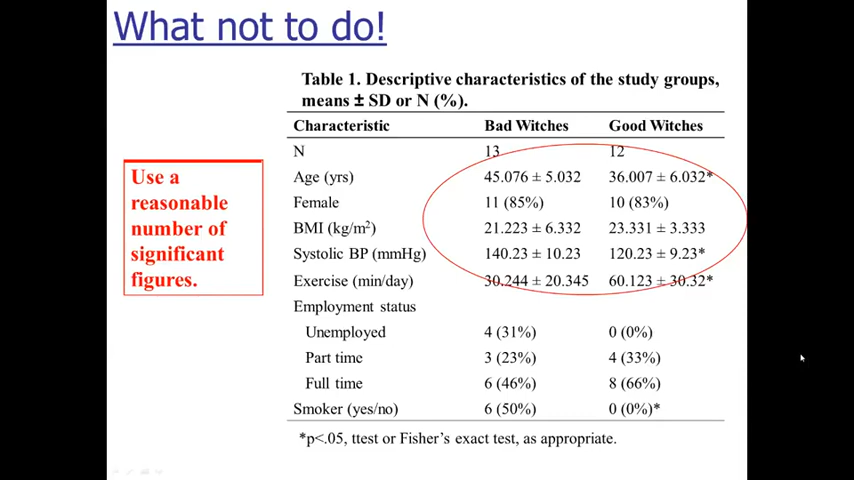 What not to do!
Table 1. Descriptive characteristics of the study groups,
means ± SD or N (%).
Characteristic Bad Witches Good Witches
N 13 12
Use a
reasonable
number of
significant
figures.
Age (yrs) 45.076 ± 5.032 36.007 ± 6.032*
Female 11 (85%) 10 (83%)
BMI (kg/m²) 21.223 ± 6.332 23.331 ± 3.333
Systolic BP (mmHg) 140.23 ± 10.23 120.23 ± 9.23*
Exercise (min/day) 30.244 ± 20.345 60.123 ± 30.32*
Employment status
Unemployed 4 (31%) 0 (0%)
Part time 3 (23%) 4 (33%)
Full time 6 (46%) 8 (66%)
Smoker (yes/no) 6 (50%) 0 (0%)*
*p<.05, ttest or Fisher's exact test, as appropriate.